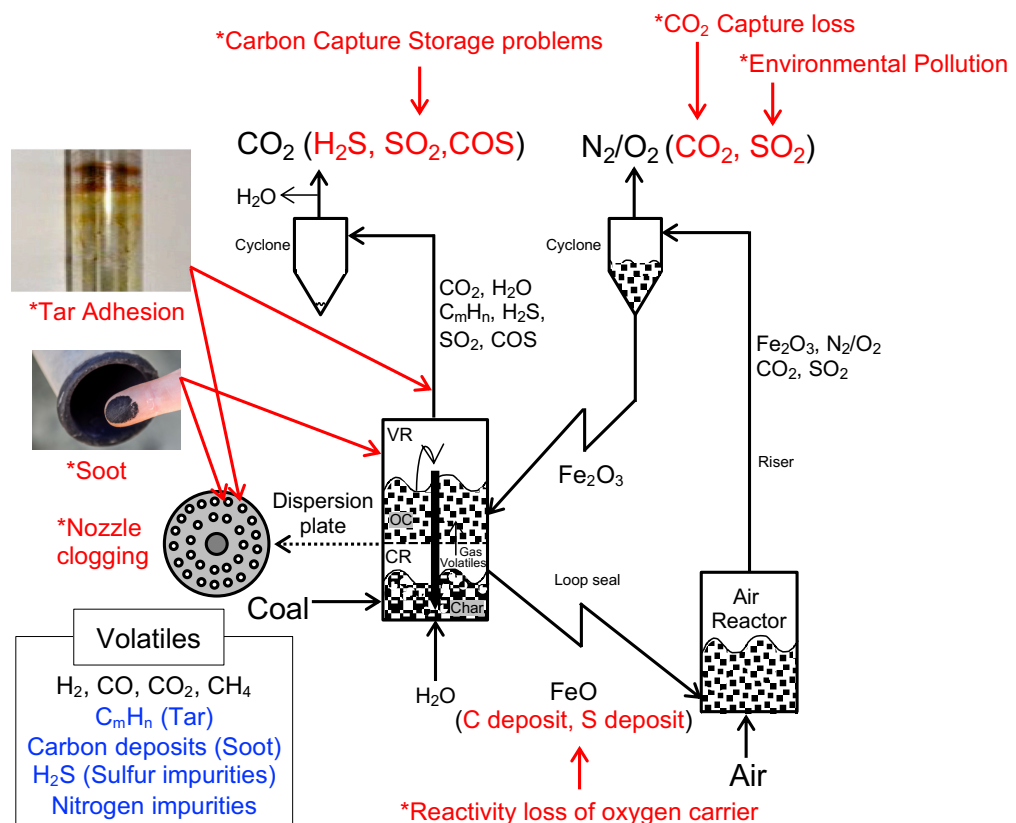 *Carbon Capture Storage problems
*CO₂ Capture loss
*Environmental Pollution
CO₂ (H₂S, SO₂,COS)
N₂/O₂ (CO₂, SO₂)
H₂O
Cyclone
Cyclone
*Tar Adhesion
CO₂, H₂O
CₘHₙ, H₂S,
SO₂, COS
Fe₂O₃, N₂/O₂
CO₂, SO₂
*Soot
VR
Fe₂O₃
Riser
*Nozzle
clogging
Dispersion
plate
OC
Gas
Volatiles
CR
Char
Loop seal
Coal
Air
Reactor
H₂O
FeO
(C deposit, S deposit)
Air
*Reactivity loss of oxygen carrier
Volatiles
H₂, CO, CO₂, CH₄
CₘHₙ (Tar)
Carbon deposits (Soot)
H₂S (Sulfur impurities)
Nitrogen impurities